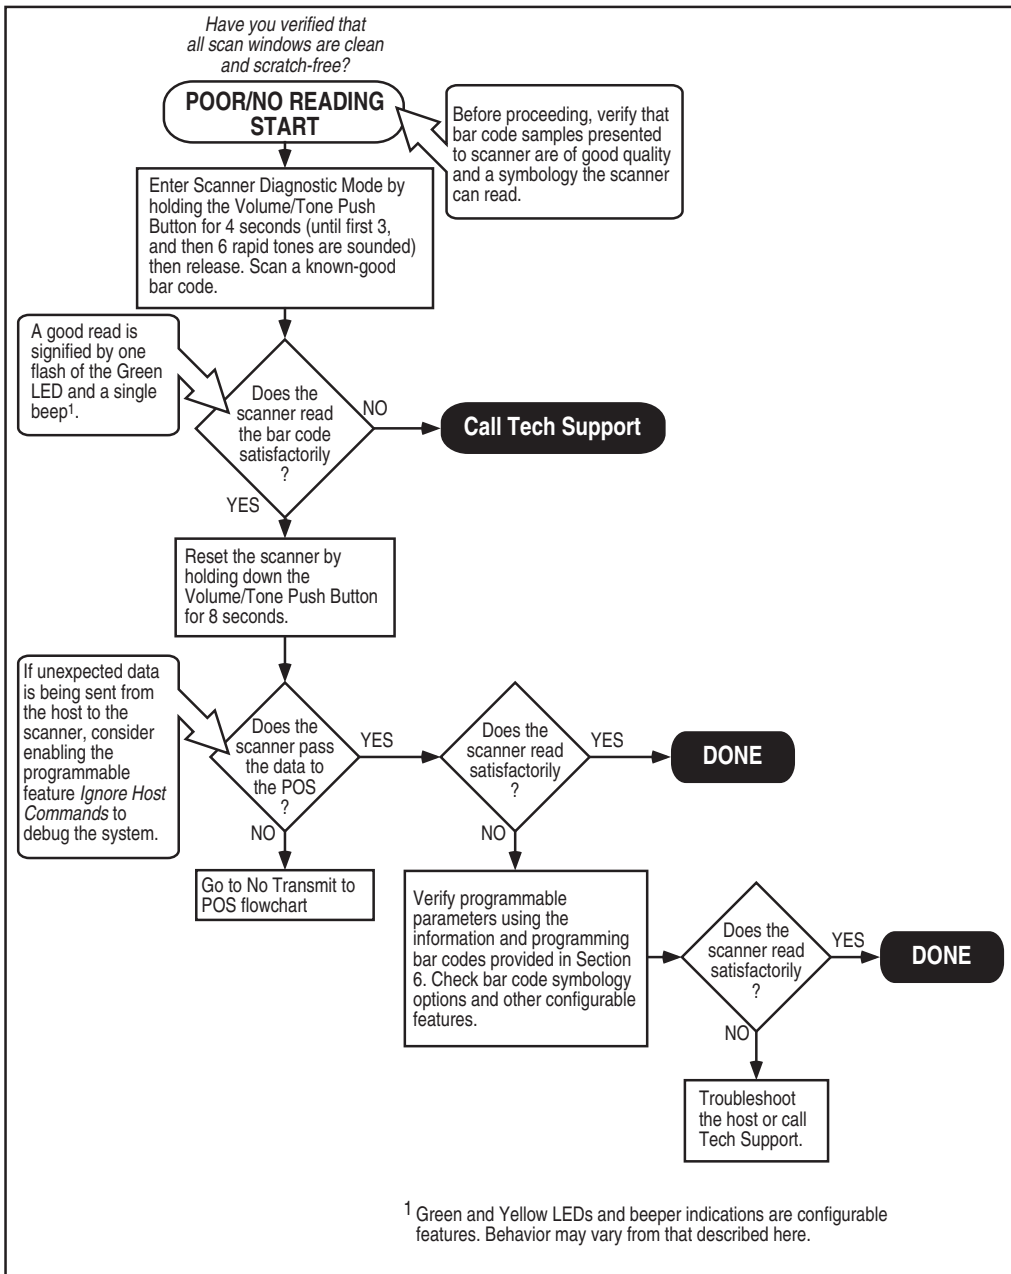 Have you verified that
all scan windows are clean
and scratch-free?
POOR/NO READING
START
Before proceeding, verify that
bar code samples presented
to scanner are of good quality
and a symbology the scanner
can read.
Enter Scanner Diagnostic Mode by
holding the Volume/Tone Push
Button for 4 seconds (until first 3,
and then 6 rapid tones are sounded)
then release. Scan a known-good
bar code.
A good read is
signified by one
flash of the Green
LED and a single
beep1.
Does the
scanner read
the bar code
satisfactorily
?
NO
Call Tech Support
YES
Reset the scanner by
holding down the
Volume/Tone Push Button
for 8 seconds.
If unexpected data
is being sent from
the host to the
scanner, consider
enabling the
programmable
feature Ignore Host
Commands to
debug the system.
Does the
scanner pass
the data to
the POS
?
YES
Does the
scanner read
satisfactorily
?
YES
DONE
NO
Go to No Transmit to
POS flowchart
NO
Verify programmable
parameters using the
information and programming
bar codes provided in Section
6. Check bar code symbology
options and other configurable
features.
Does the
scanner read
satisfactorily
?
YES
DONE
NO
Troubleshoot
the host or call
Tech Support.
1 Green and Yellow LEDs and beeper indications are configurable
features. Behavior may vary from that described here.